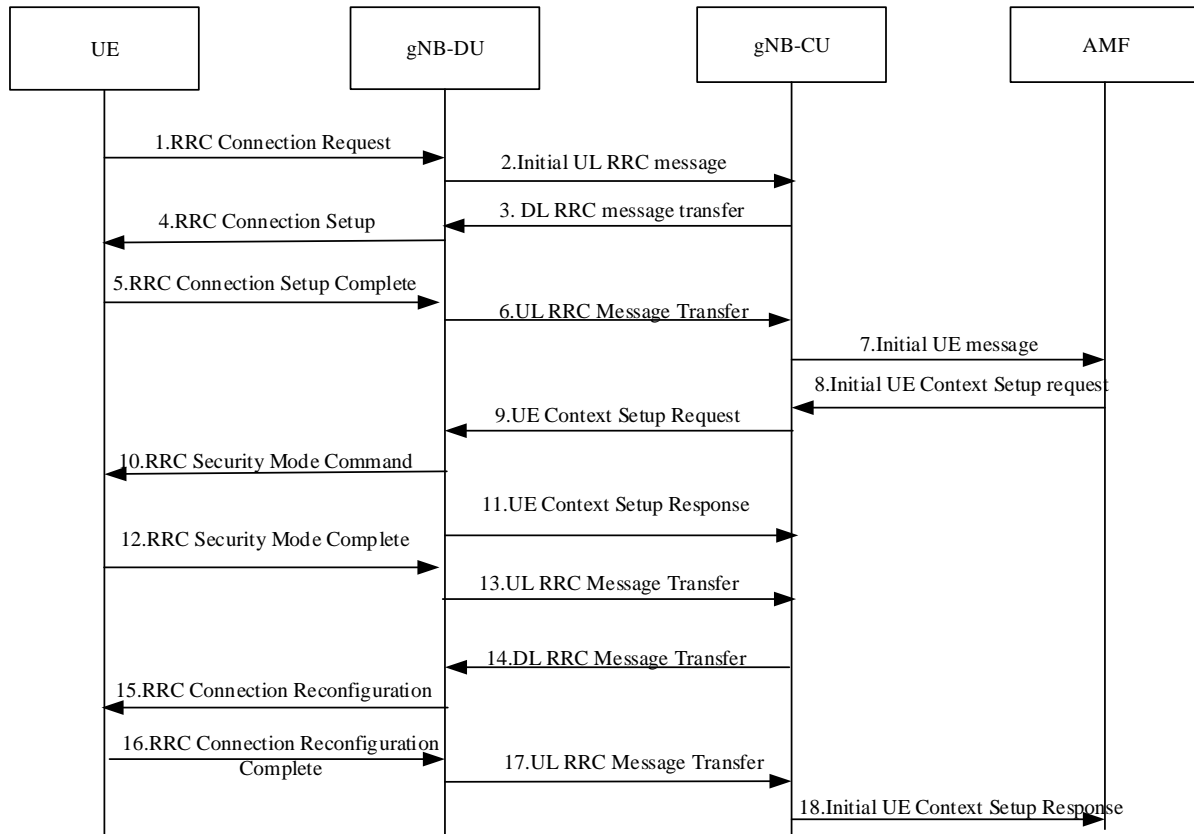 UE
gNB-DU
gNB-CU
AMF
1.RRC Connection Request
2.Initial UL RRC message
3. DL RRC message transfer
4.RRC Connection Setup
5.RRC Connection Setup Complete
6.UL RRC Message Transfer
7.Initial UE message
8.Initial UE Context Setup request
9.UE Context Setup Request
10.RRC Security Mode Command
11.UE Context Setup Response
12.RRC Security Mode Complete
13.UL RRC Message Transfer
14.DL RRC Message Transfer
15.RRC Connection Reconfiguration
16.RRC Connection Reconfiguration
Complete
17.UL RRC Message Transfer
18.Initial UE Context Setup Response